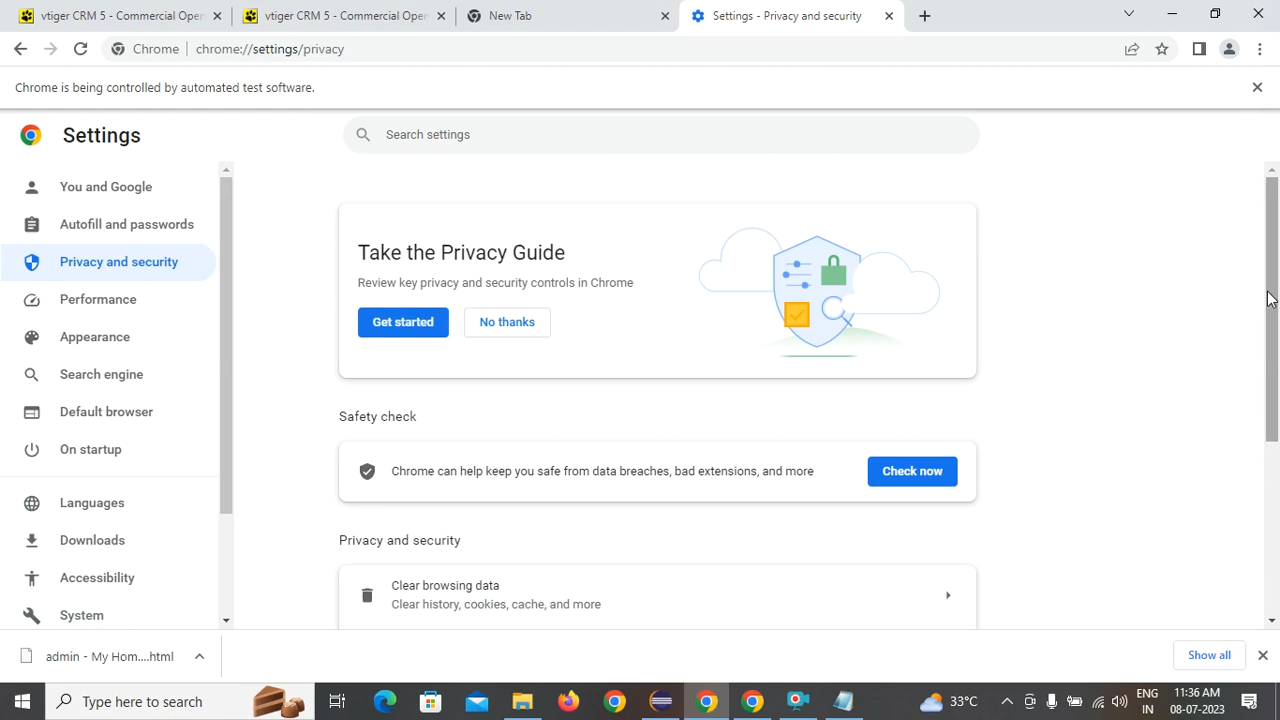 vtiger CRM 5 - Commercial Oper
vtiger CRM 5 - Commercial Ope
New Tab
Settings - Privacy and security
Chrome
chrome://settings/privacy
Chrome is being controlled by automated test software.
Settings
Search settings
You and Google
Autofill and passwords
Privacy and security
Performance
Appearance
Search engine
Default browser
On startup
Languages
Downloads
Accessibility
System
Take the Privacy Guide
Review key privacy and security controls in Chrome
Get started
No thanks
Safety check
Chrome can help keep you safe from data breaches, bad extensions, and more
Check now
Privacy and security
Clear browsing data
Clear history, cookies, cache, and more
admin - My Hom....html
Show all
Type here to search
33°C
ENG
IN
11:36 AM
08-07-2023